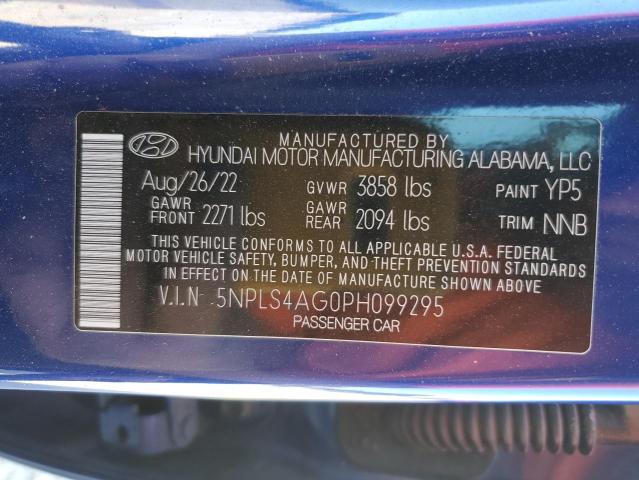 MANUFACTURED BY
HYUNDAI MOTOR MANUFACTURING ALABAMA, LLC
Aug/26/22 GVWR 3858 lbs PAINT YP5
GAWR FRONT 2271 lbs GAWR REAR 2094 lbs TRIM NNB
THIS VEHICLE CONFORMS TO ALL APPLICABLE U.S.A. FEDERAL
MOTOR VEHICLE SAFETY, BUMPER, AND THEFT PREVENTION
STANDARDS IN EFFECT ON THE DATE OF MANUFACTURE SHOWN ABOVE
V.I.N 5NPLS4AG0PH099295
PASSENGER CAR